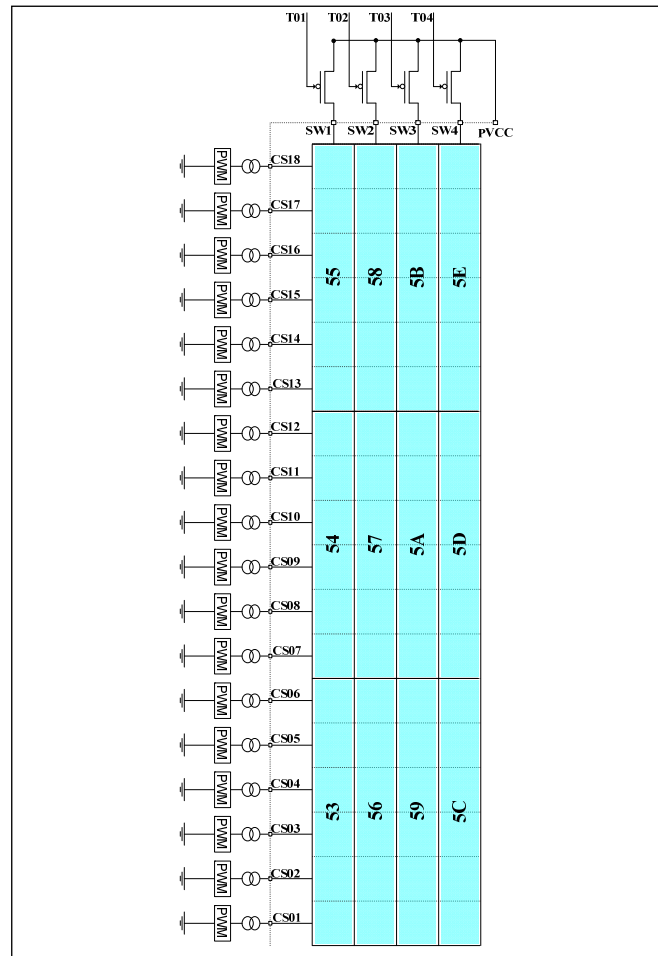 T01 T02 T03 T04
SW1 SW2 SW3 SW4 PVCC
PWM CS18
PWM CS17
PWM CS16
55 58 5B 5E
PWM CS15
PWM CS14
PWM CS13
PWM CS12
PWM CS11
PWM CS10
54 57 5A 5D
PWM CS09
PWM CS08
PWM CS07
PWM CS06
PWM CS05
PWM CS04
53 56 59 5C
PWM CS03
PWM CS02
PWM CS01